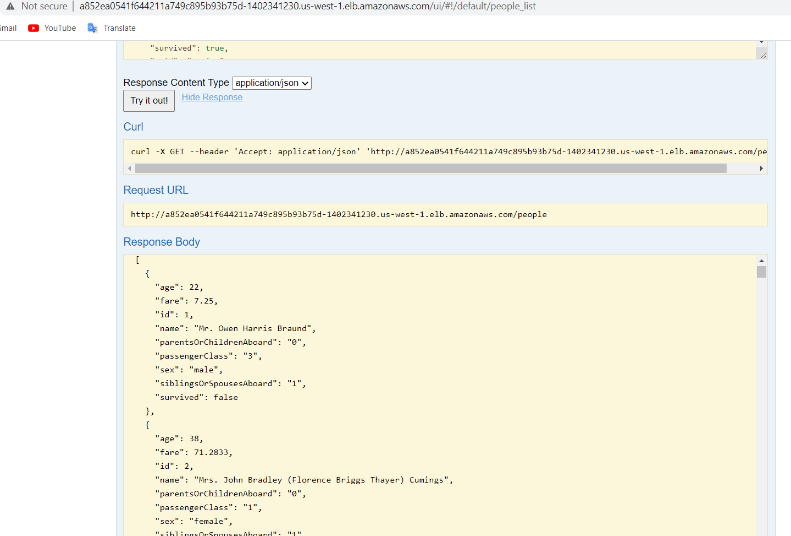 Not secure | a852ea0541f644211a749c895b93b75d-1402341230.us-west-1.elb.amazonaws.com/ui/#!/default/people_list
mail YouTube Translate
"survived": true,
Response Content Type application/json
Try it out! Hide Response
Curl
curl -X GET --header 'Accept: application/json' 'http://a852ea0541f644211a749c895b93b75d-1402341230.us-west-1.elb.amazonaws.com/pe
Request URL
http://a852ea0541f644211a749c895b93b75d-1402341230.us-west-1.elb.amazonaws.com/people
Response Body
[
{
"age": 22,
"fare": 7.25,
"id": 1,
"name": "Mr. Owen Harris Braund",
"parentsOrChildrenAboard": "0",
"passengerClass": "3",
"sex": "male",
"siblingsOrSpousesAboard": "1",
"survived": false
},
{
"age": 38,
"fare": 71.2833,
"id": 2,
"name": "Mrs. John Bradley (Florence Briggs Thayer) Cumings",
"parentsOrChildrenAboard": "0",
"passengerClass": "1",
"sex": "female",
"siblingsOrSpousesAboard": "1"